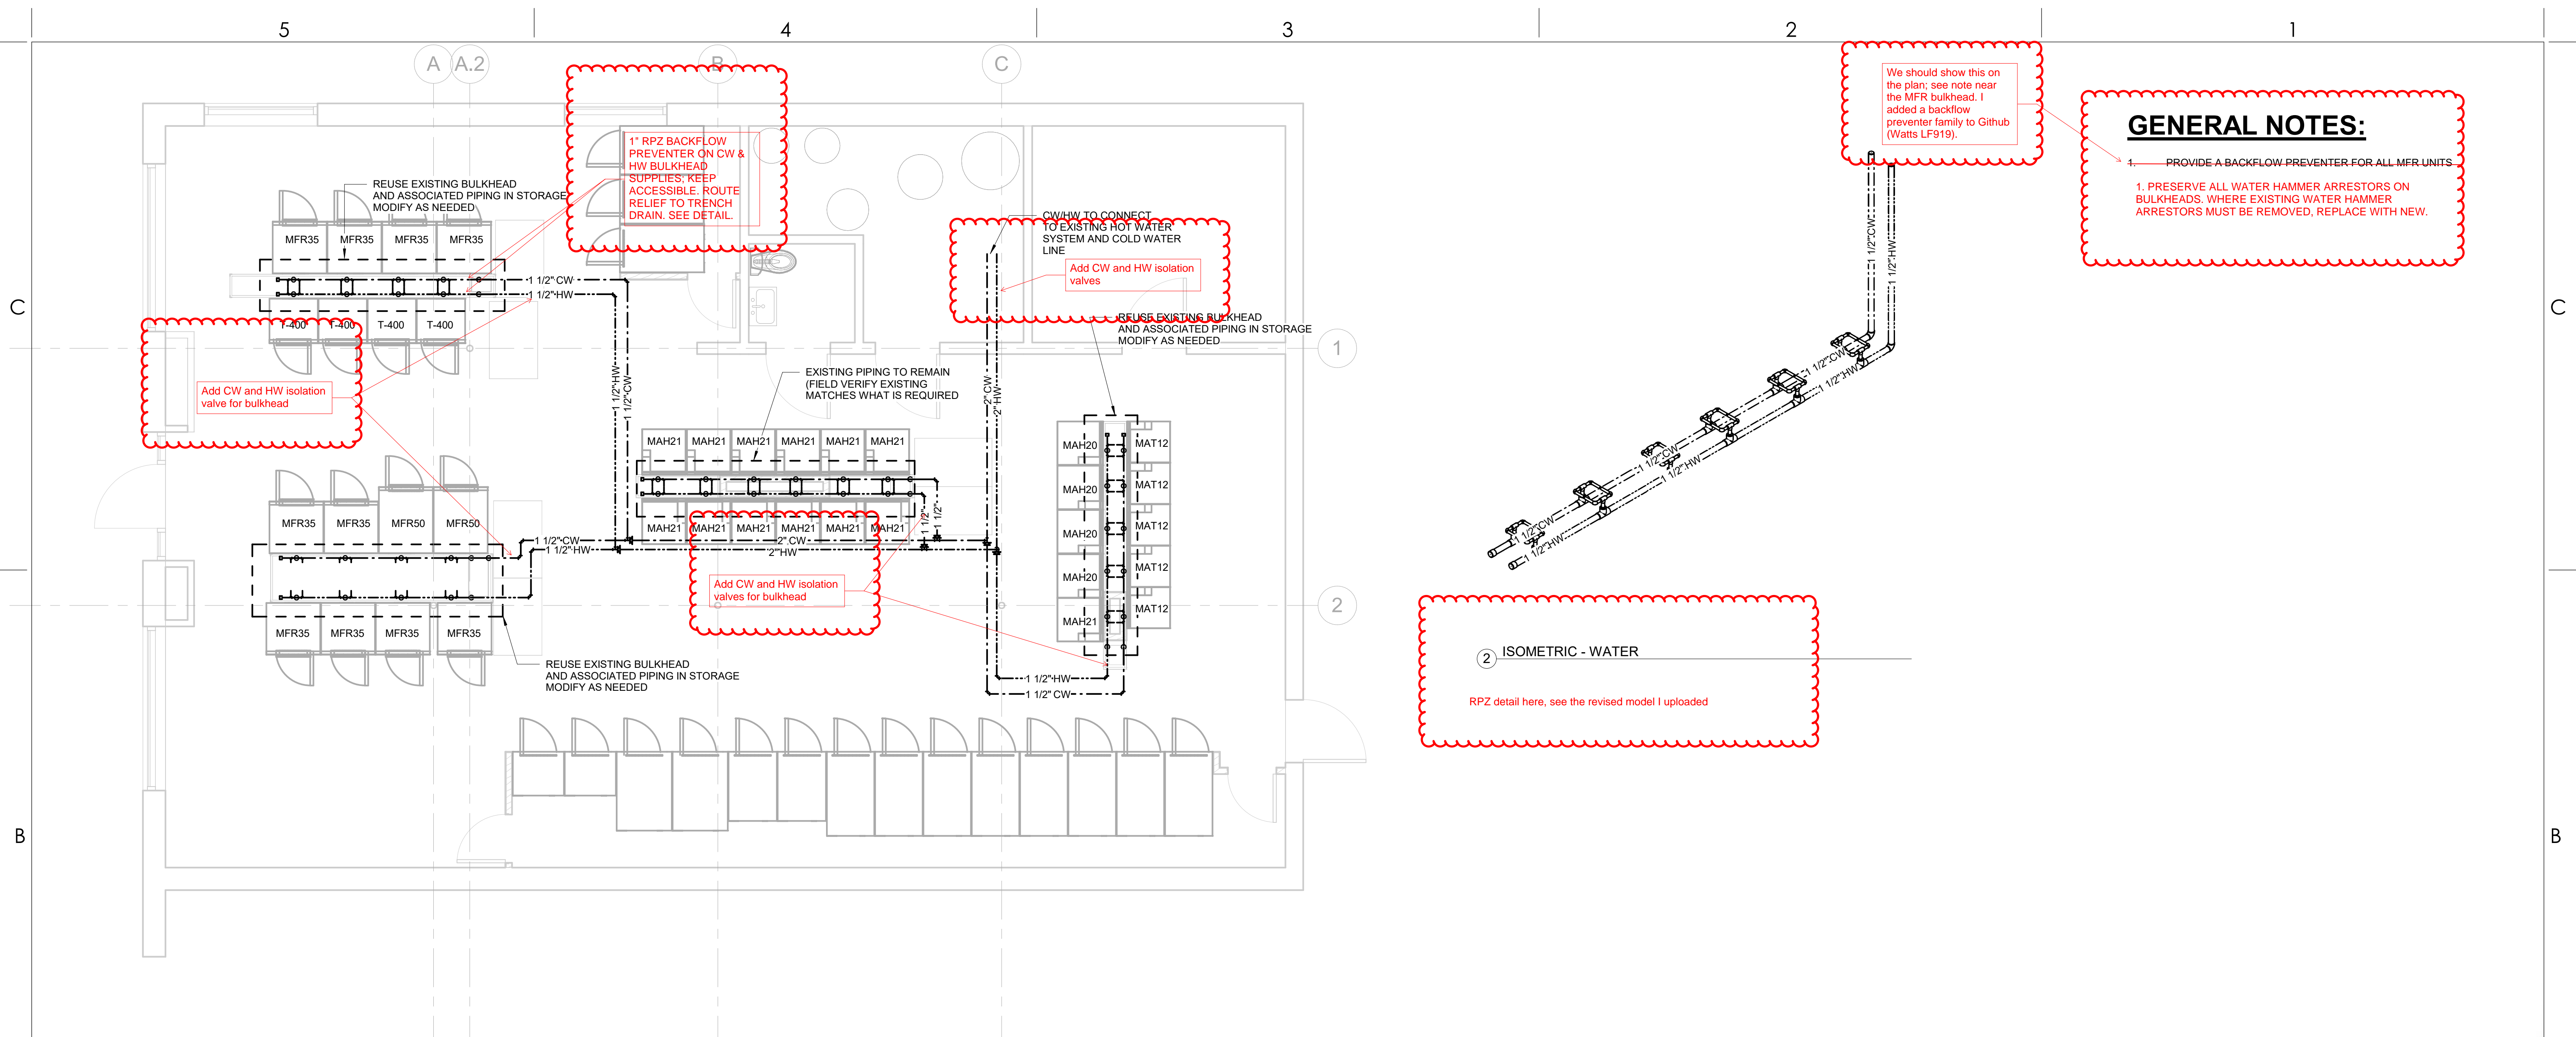 5
4
3
2
1
A
A.2
B
C
C
B
C
B
1
2
1" RPZ BACKFLOW
PREVENTER ON CW &
HW BULKHEAD
SUPPLIES; KEEP
ACCESSIBLE. ROUTE
RELIEF TO TRENCH
DRAIN. SEE DETAIL.
REUSE EXISTING BULKHEAD
AND ASSOCIATED PIPING IN STORAGE
MODIFY AS NEEDED
MFR35
MFR35
MFR35
MFR35
1 1/2" CW
1 1/2" HW
T-400
T-400
T-400
T-400
Add CW and HW isolation
valve for bulkhead
CW/HW TO CONNECT
TO EXISTING HOT WATER
SYSTEM AND COLD WATER
LINE
Add CW and HW isolation
valves
REUSE EXISTING BULKHEAD
AND ASSOCIATED PIPING IN STORAGE
MODIFY AS NEEDED
EXISTING PIPING TO REMAIN
(FIELD VERIFY EXISTING
MATCHES WHAT IS REQUIRED
1 1/2" HW
1 1/2" CW
2" CW
2" HW
MAH21
MAH21
MAH21
MAH21
MAH21
MAH21
MAH21
MAH21
MAH21
MAH21
MAH21
MAH21
1 1/2"
1 1/2"
2" CW
2" HW
1 1/2" CW
1 1/2" HW
Add CW and HW isolation
valves for bulkhead
MFR35
MFR35
MFR50
MFR50
MFR35
MFR35
MFR35
MFR35
REUSE EXISTING BULKHEAD
AND ASSOCIATED PIPING IN STORAGE
MODIFY AS NEEDED
MAH20
MAH20
MAH20
MAH20
MAH21
MAT12
MAT12
MAT12
MAT12
MAT12
1 1/2" HW
1 1/2" CW
We should show this on
the plan; see note near
the MFR bulkhead. I
added a backflow
preventer family to Github
(Watts LF919).
GENERAL NOTES:
1. PROVIDE A BACKFLOW PREVENTER FOR ALL MFR UNITS
1. PRESERVE ALL WATER HAMMER ARRESTORS ON
BULKHEADS. WHERE EXISTING WATER HAMMER
ARRESTORS MUST BE REMOVED, REPLACE WITH NEW.
1 1/2" CW
1 1/2" HW
1 1/2" CW
1 1/2" HW
1 1/2" CW
1 1/2" HW
1 1/2" CW
1 1/2" HW
2 ISOMETRIC - WATER
RPZ detail here, see the revised model I uploaded